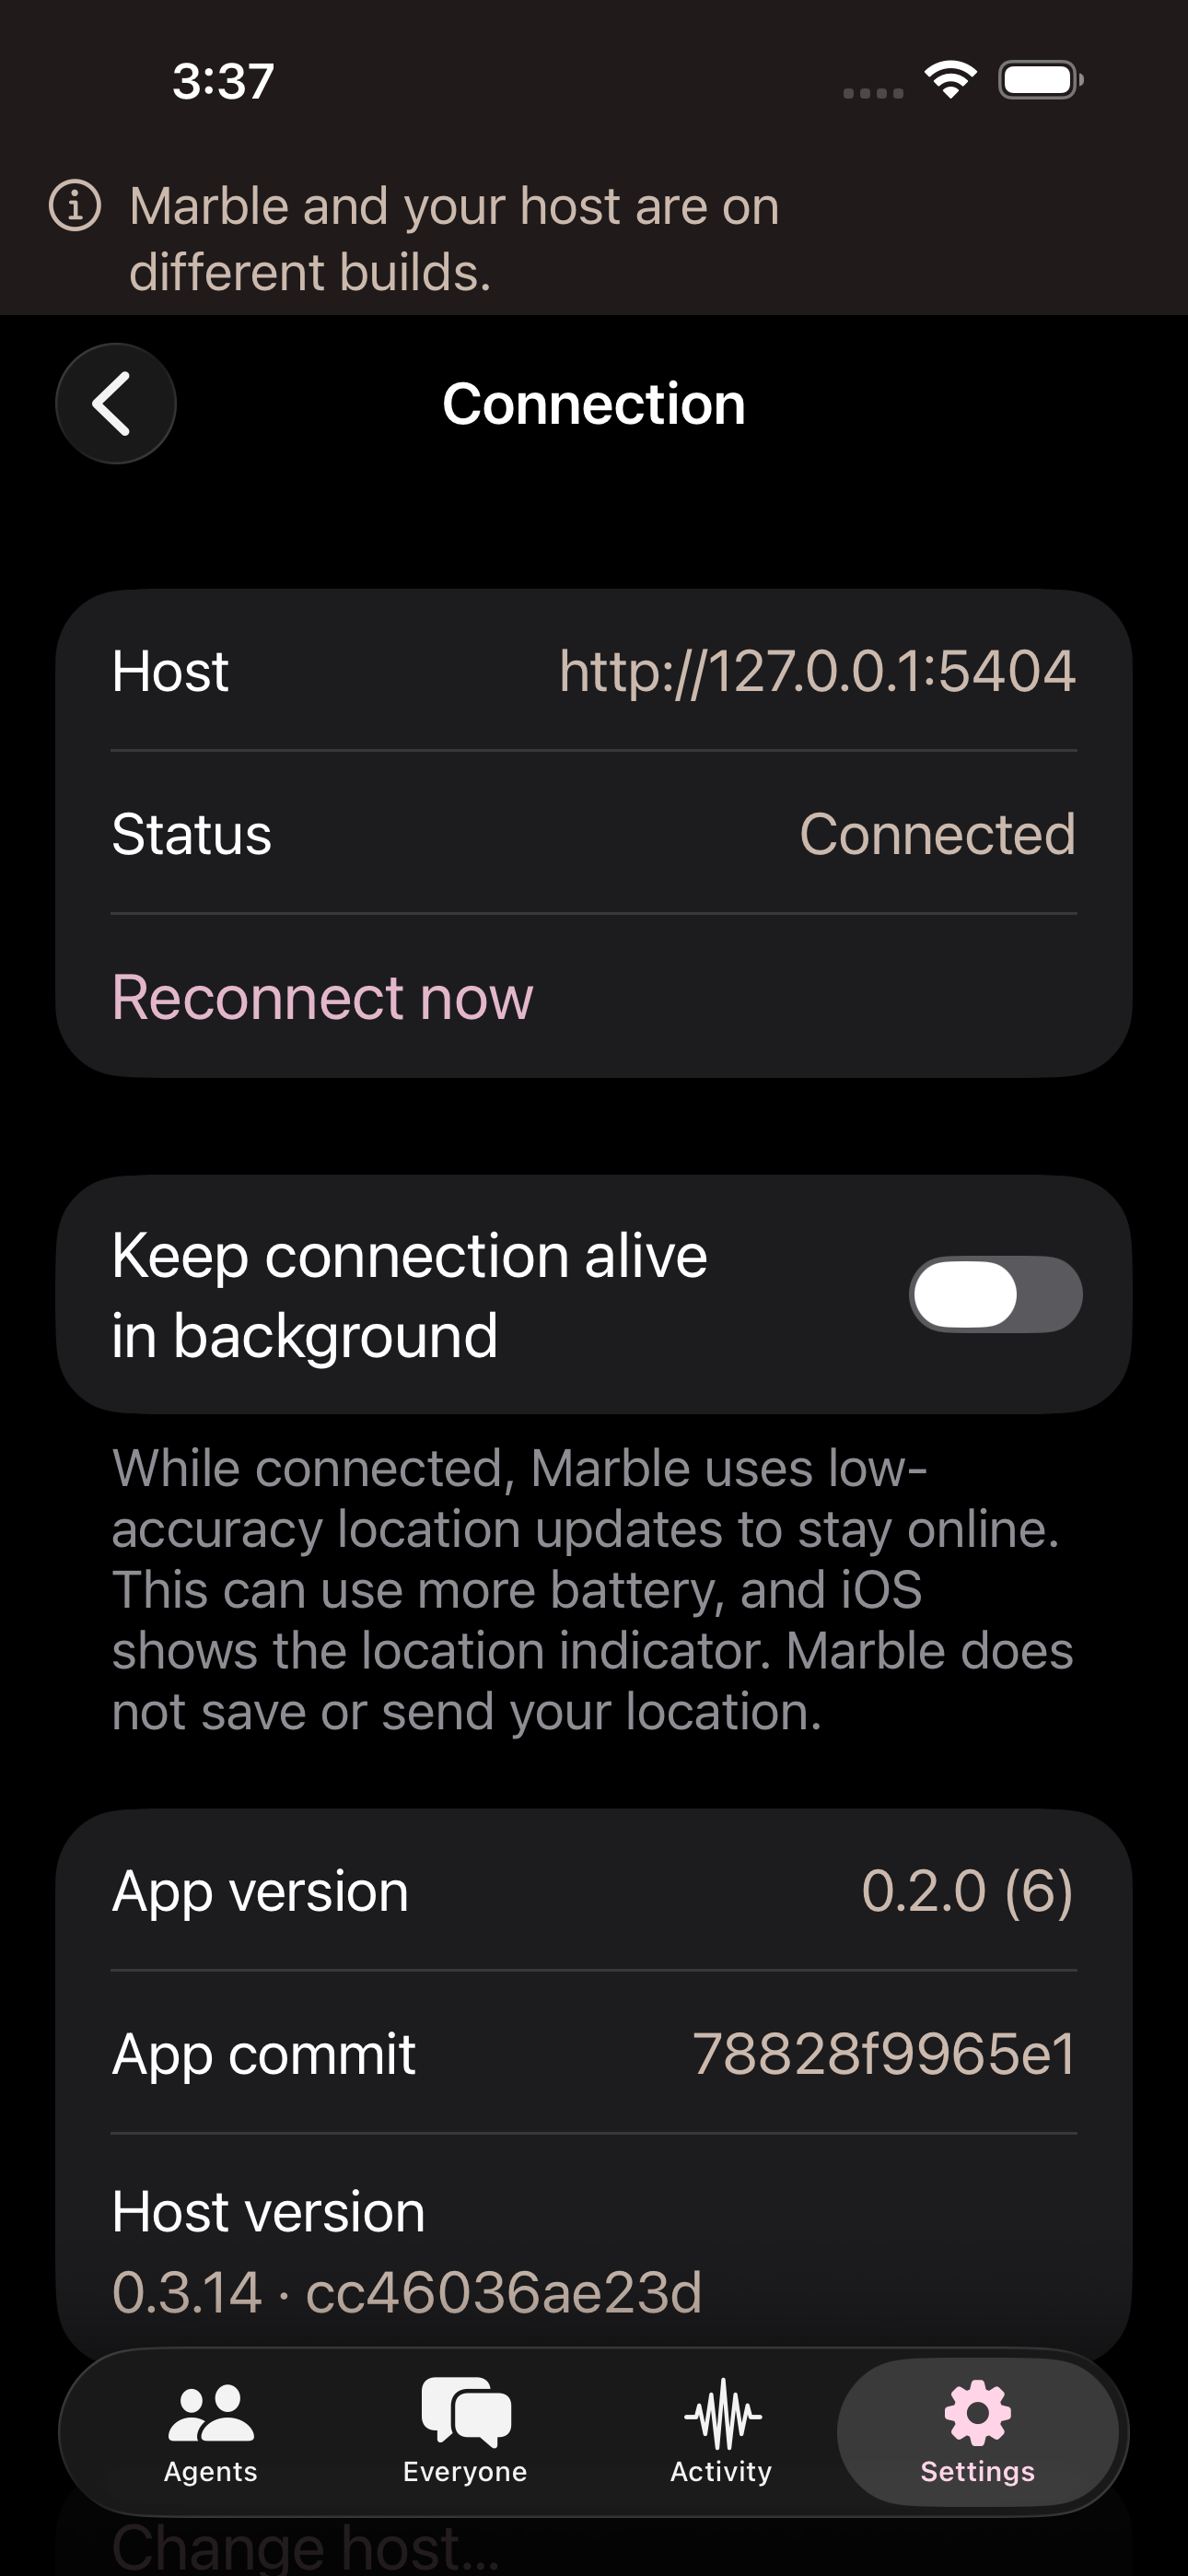 3:37
Marble and your host are on
different builds.
Connection
Host http://127.0.0.1:5404
Status Connected
Reconnect now
Keep connection alive
in background
While connected, Marble uses low-
accuracy location updates to stay online.
This can use more battery, and iOS
shows the location indicator. Marble does
not save or send your location.
App version 0.2.0 (6)
App commit 78828f9965e1
Host version
0.3.14 · cc46036ae23d
Agents Everyone Activity Settings
Change host...